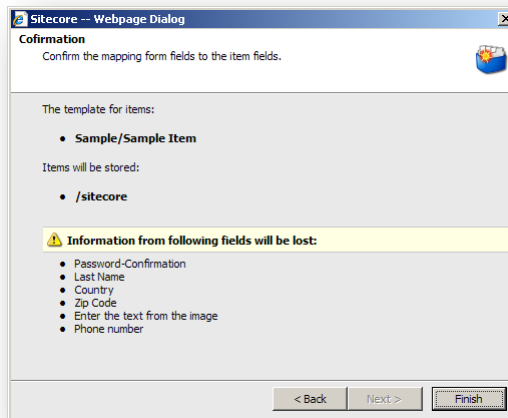 Sitecore -- Webpage Dialog
Cofirmation
Confirm the mapping form fields to the item fields.
The template for items:
Sample/Sample Item
Items will be stored:
/sitecore
Information from following fields will be lost:
Password-Confirmation
Last Name
Country
Zip Code
Enter the text from the image
Phone number
< Back Next > Finish